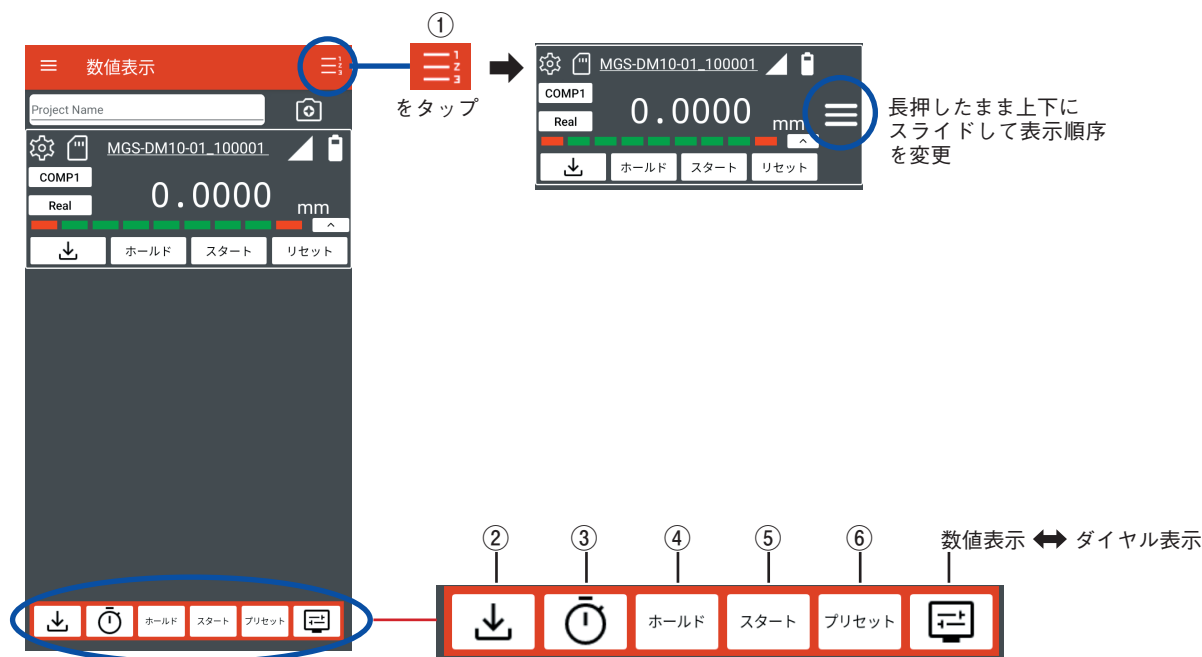 ①
数値表示
1
2
3
1
2
3
をタップ
Project Name
MGS-DM10-01_100001
COMP1
Real
0.0000
mm
ホールド
スタート
リセット
MGS-DM10-01_100001
COMP1
Real
0.0000
mm
ホールド
スタート
リセット
長押したまま上下に
スライドして表示順序
を変更
ホールド
スタート
プリセット
②
③
④
⑤
⑥
数値表示 ⬌ ダイヤル表示
ホールド
スタート
プリセット